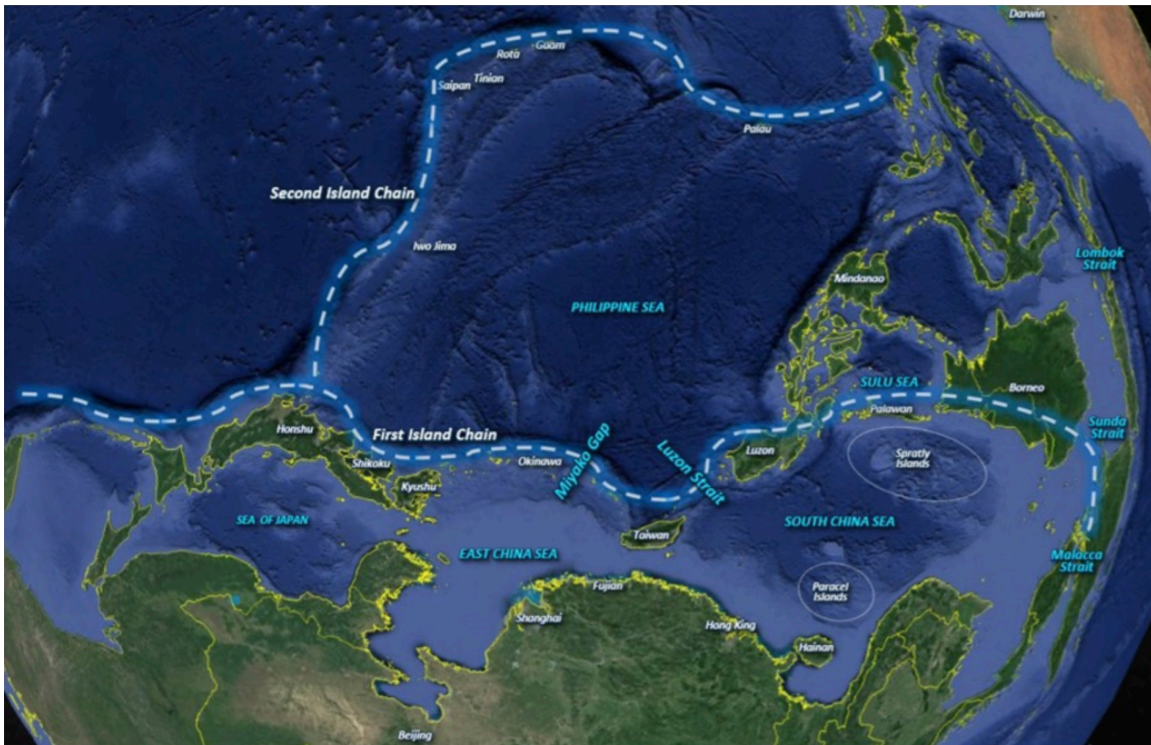 Darwin
Guam
Rota
Tinian
Saipan
Palau
Second Island Chain
Iwo Jima
Lombok
Strait
Mindanao
PHILIPPINE SEA
SULU SEA
Borneo
Palawan
Sunda
Strait
Honshu
First Island Chain
Miyako Gap
Luzon Strait
Luzon
Spratly
Islands
Shikoku
Okinawa
Kyushu
SEA OF JAPAN
SOUTH CHINA SEA
Taiwan
EAST CHINA SEA
Malacca
Strait
Fujian
Paracel
Islands
Shanghai
Hong King
Hainan
Beijing